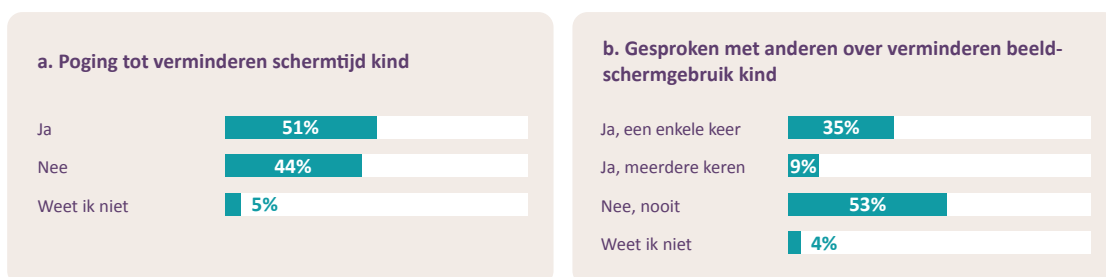 a. Poging tot verminderen schermtijd kind
Ja 51%
Nee 44%
Weet ik niet 5%
b. Gesproken met anderen over verminderen beeld-
schermgebruik kind
Ja, een enkele keer 35%
Ja, meerdere keren 9%
Nee, nooit 53%
Weet ik niet 4%